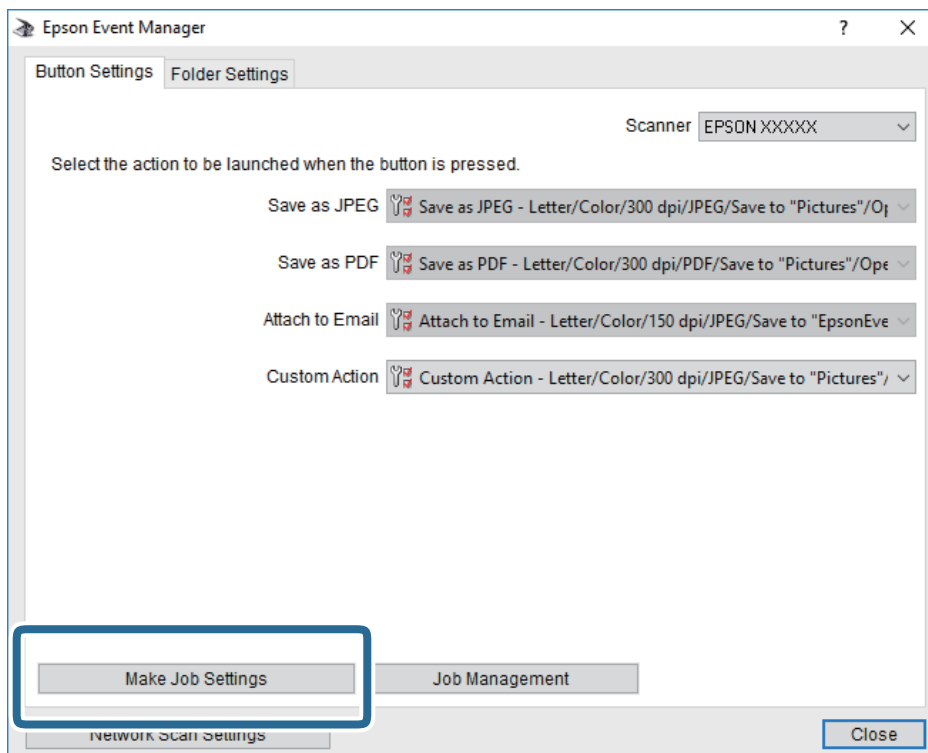 Epson Event Manager
Button Settings
Folder Settings
Scanner EPSON XXXXX
Select the action to be launched when the button is pressed.
Save as JPEG Save as JPEG - Letter/Color/300 dpi/JPEG/Save to "Pictures"/Op
Save as PDF Save as PDF - Letter/Color/300 dpi/PDF/Save to "Pictures"/Ope
Attach to Email Attach to Email - Letter/Color/150 dpi/JPEG/Save to "EpsonEve
Custom Action Custom Action - Letter/Color/300 dpi/JPEG/Save to "Pictures"/
Make Job Settings
Job Management
Network Scan Settings
Close